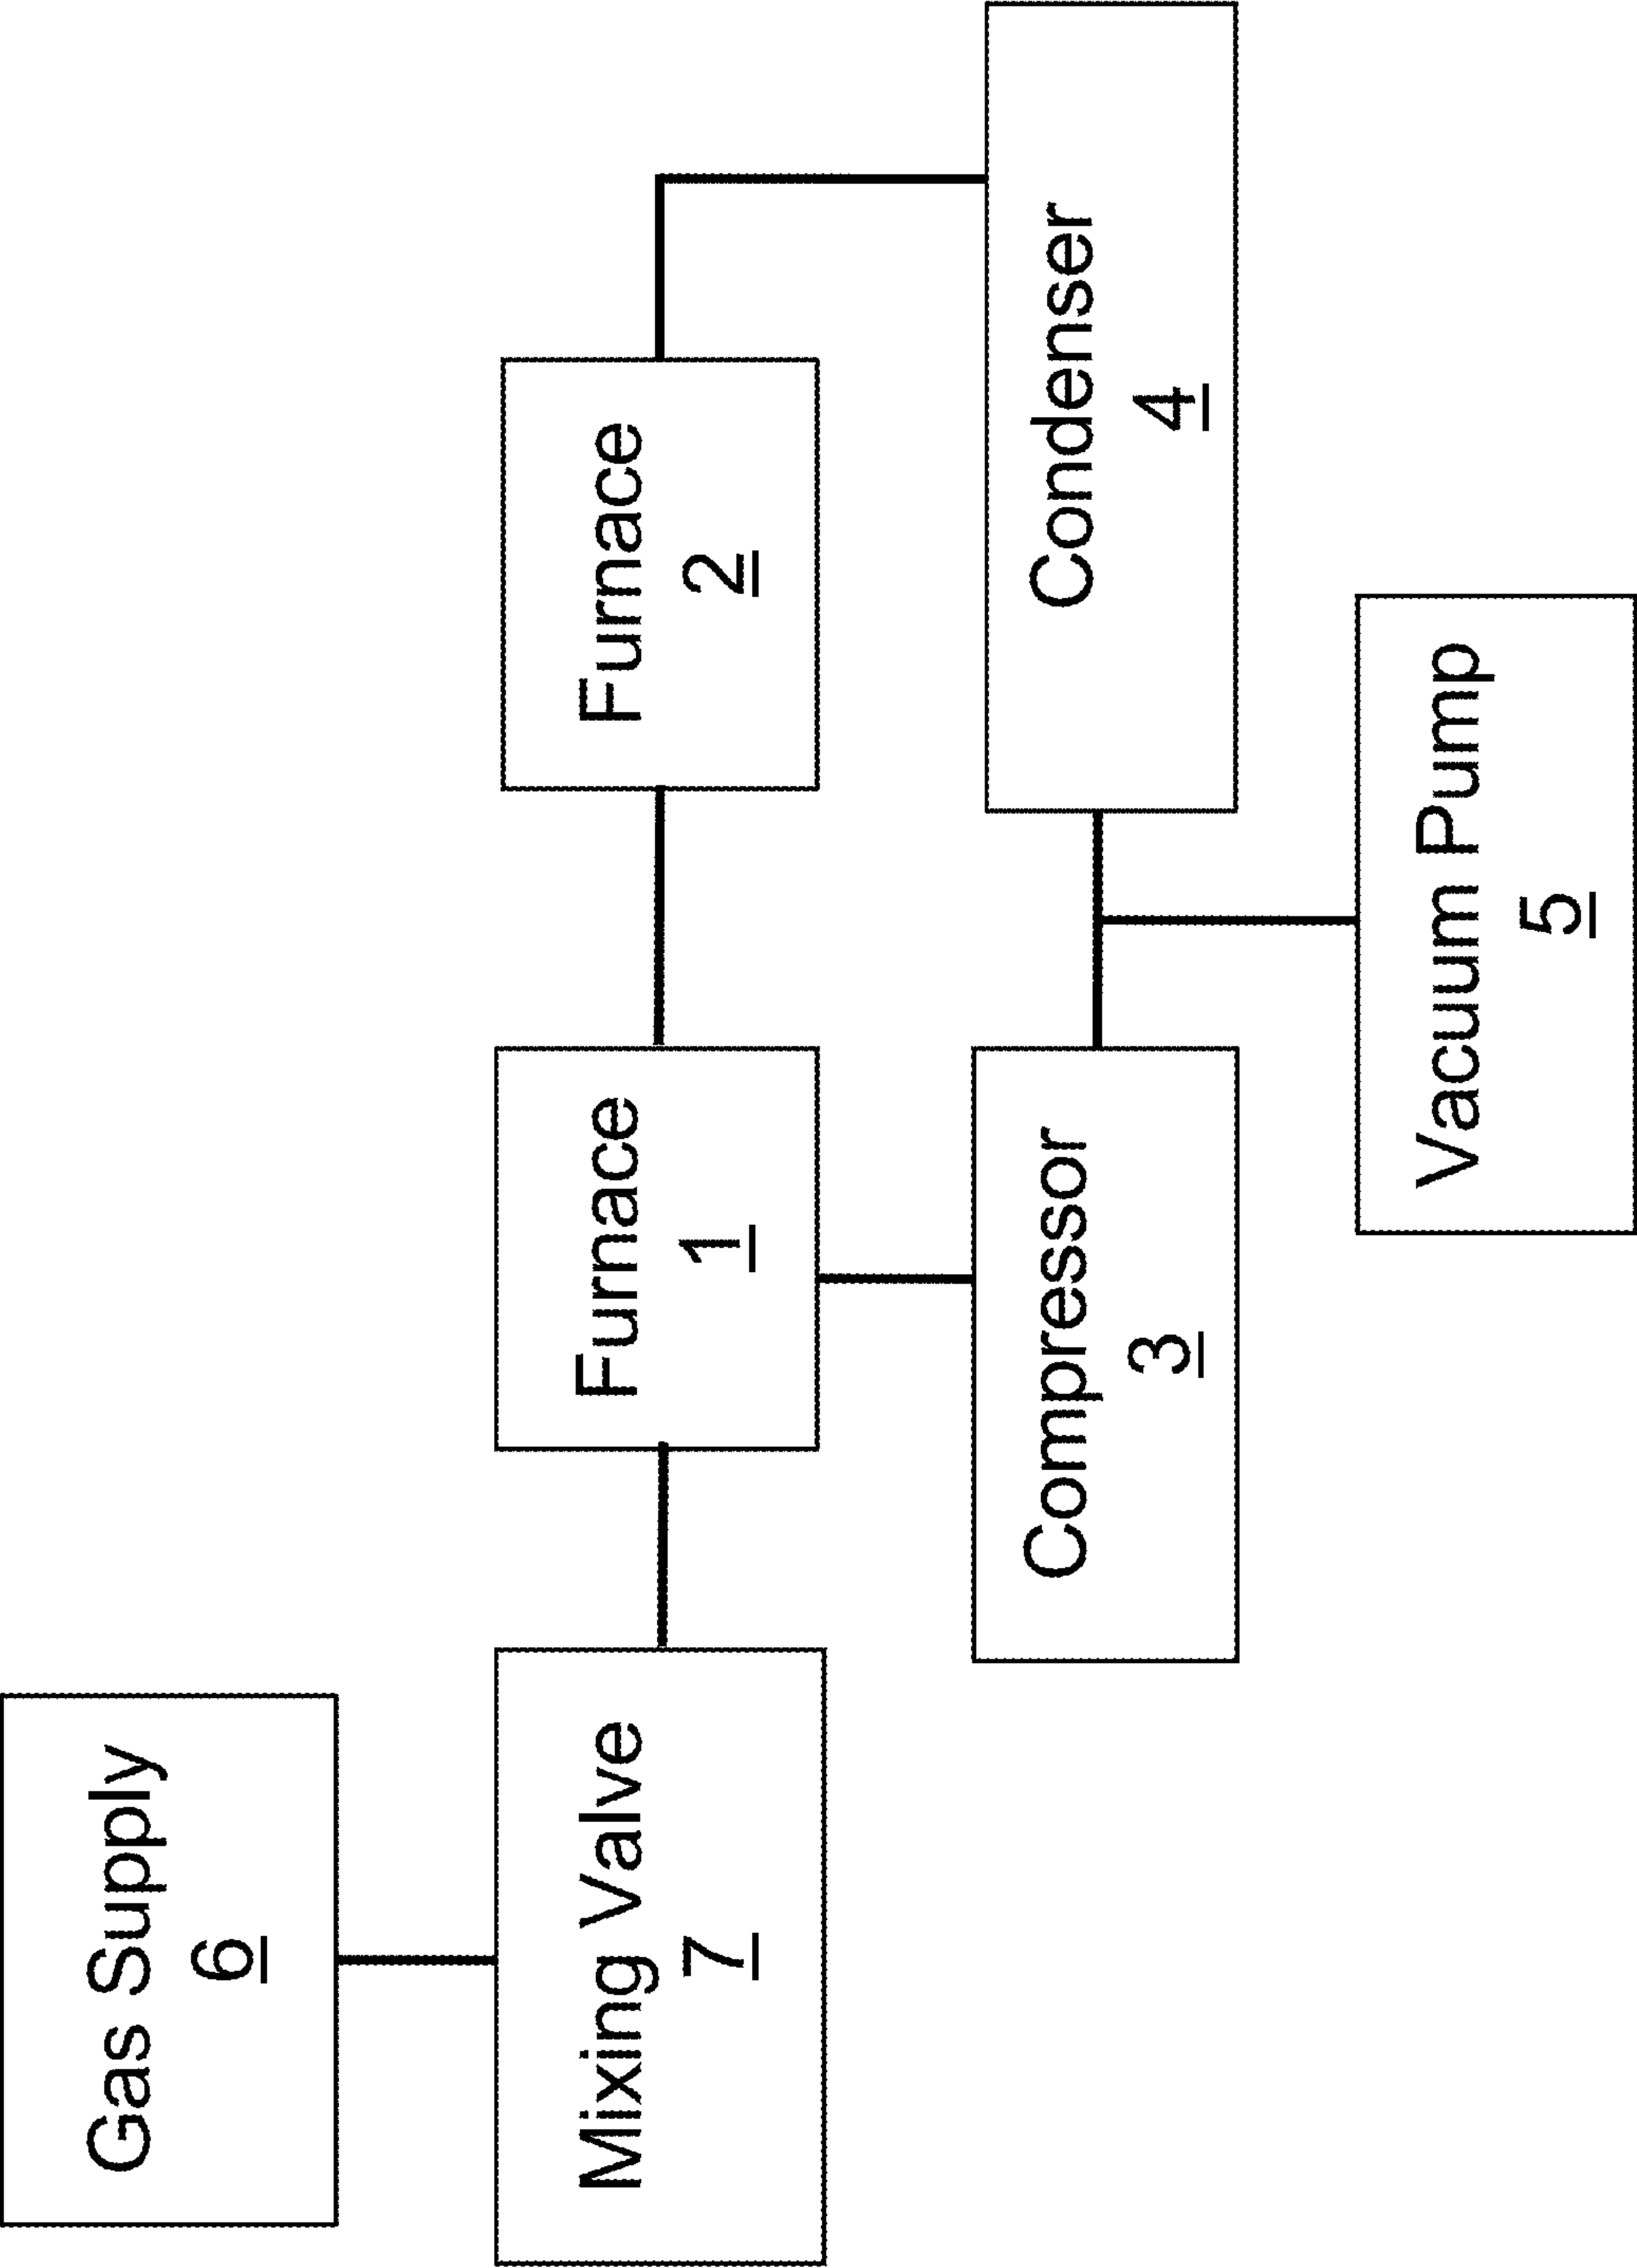 Gas Supply
6
Mixing Valve
7
Furnace
1
Furnace
2
Compressor
3
Condenser
4
Vacuum Pump
5